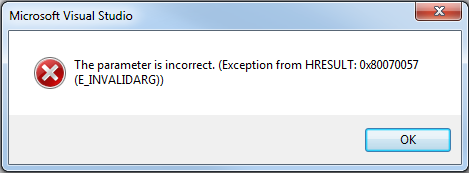 Microsoft Visual Studio
The parameter is incorrect. (Exception from HRESULT: 0x80070057
(E_INVALIDARG))
OK